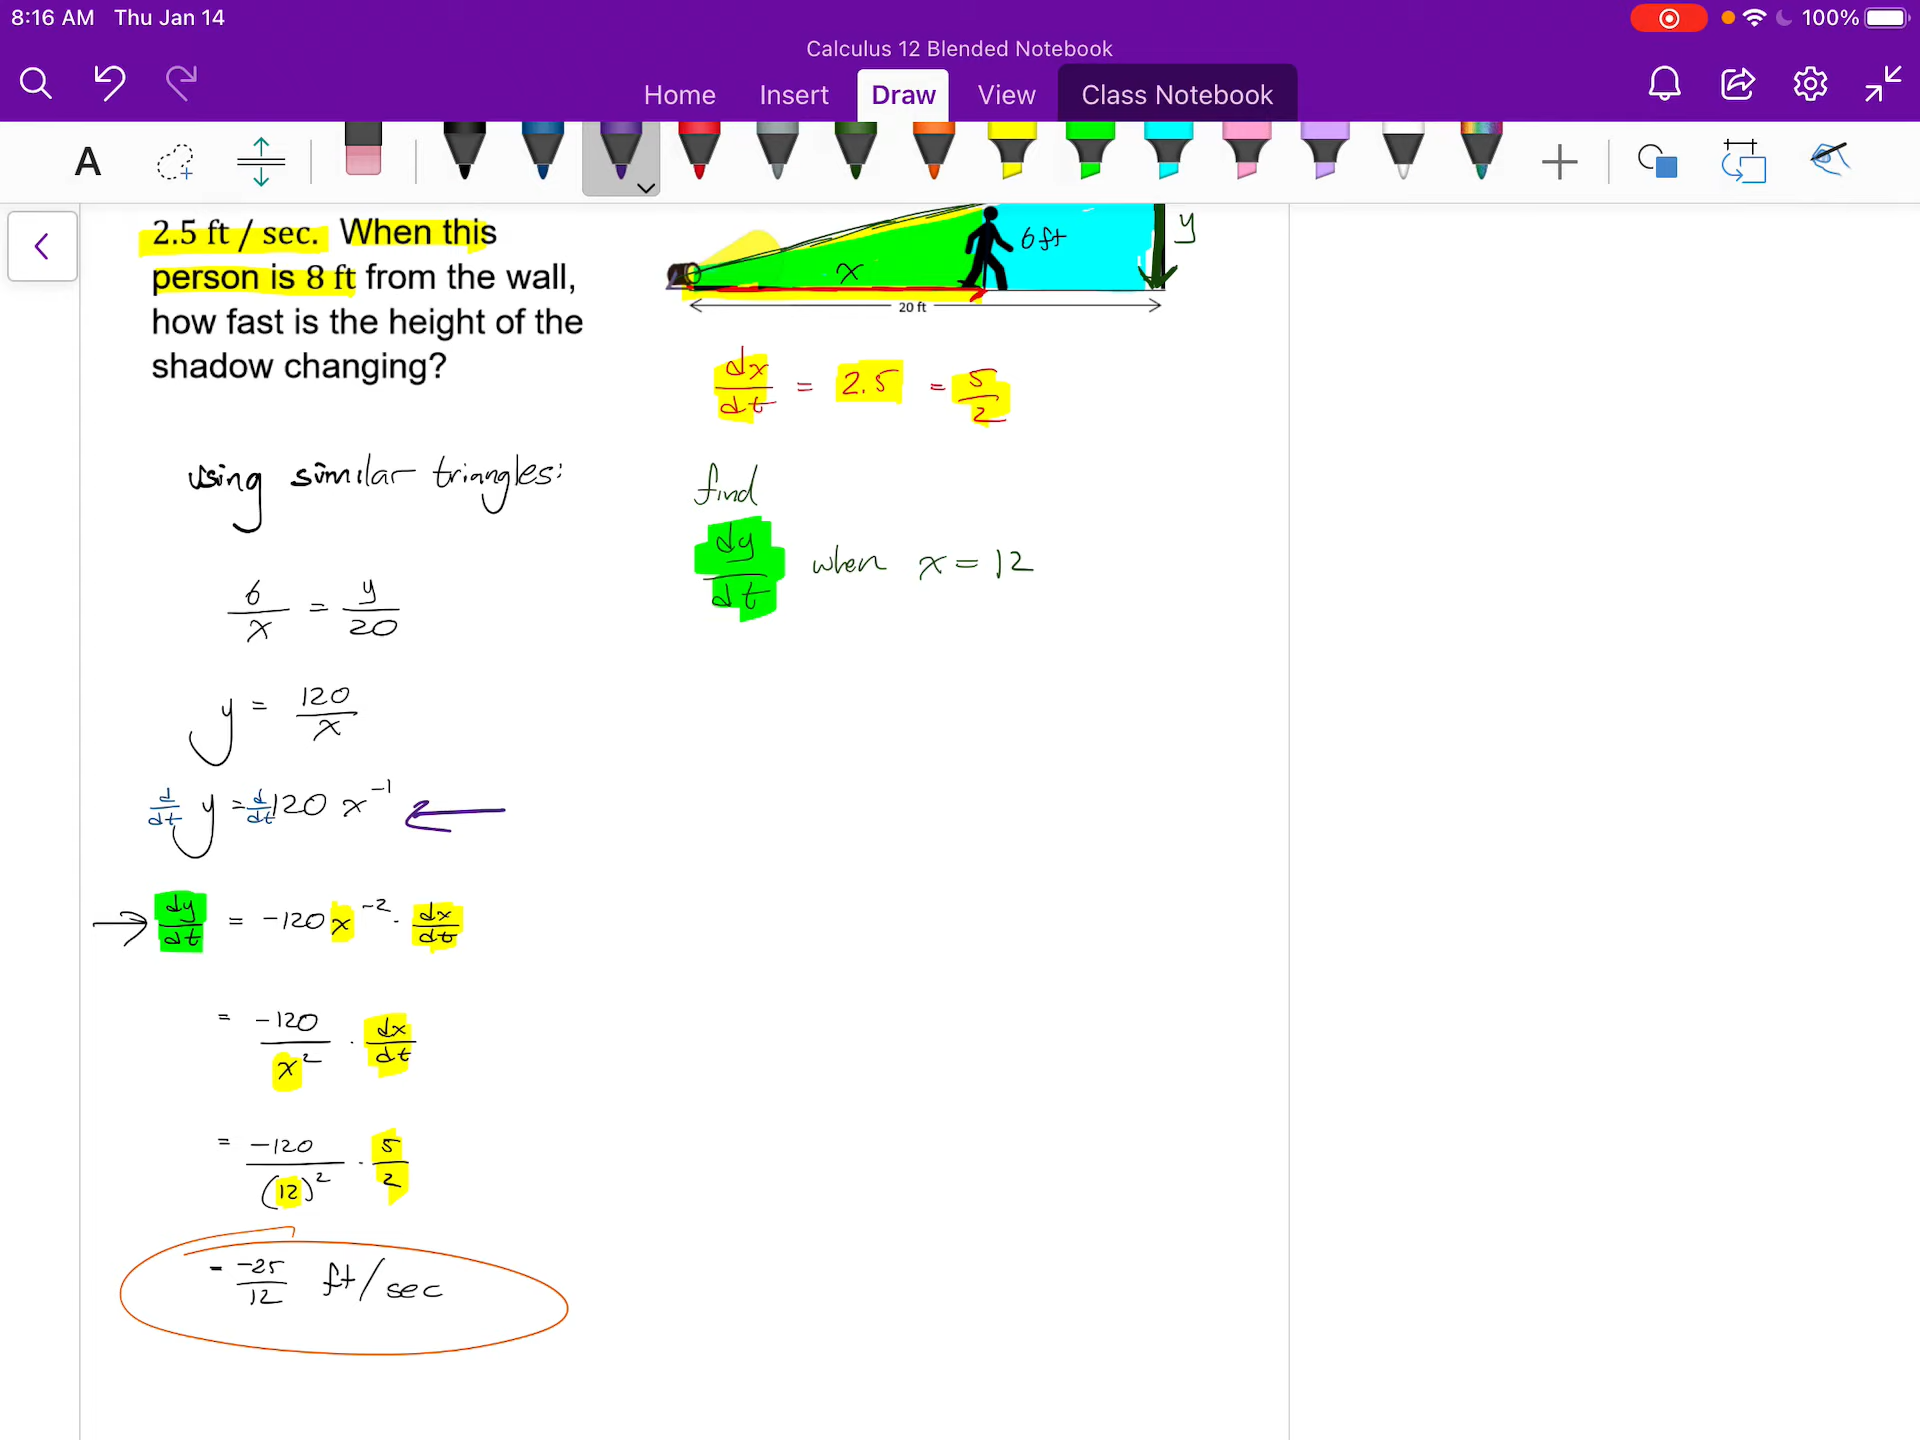 8:16 AM Thu Jan 14
100%
Calculus 12 Blended Notebook
Home Insert Draw View Class Notebook
A
2.5 ft / sec. When this
person is 8 ft from the wall,
how fast is the height of the
shadow changing?
6ft
y
x
20 ft
dx/dt = 2.5 = 5/2
find
dy/dt when x = 12
using similar triangles:
6/x = y/20
y = 120/x
d/dt y = d/dt 120 x⁻¹
dy/dt = -120 x⁻² · dx/dt
= -120/x² · dx/dt
= -120/(12)² · 5/2
= -25/12 ft/sec